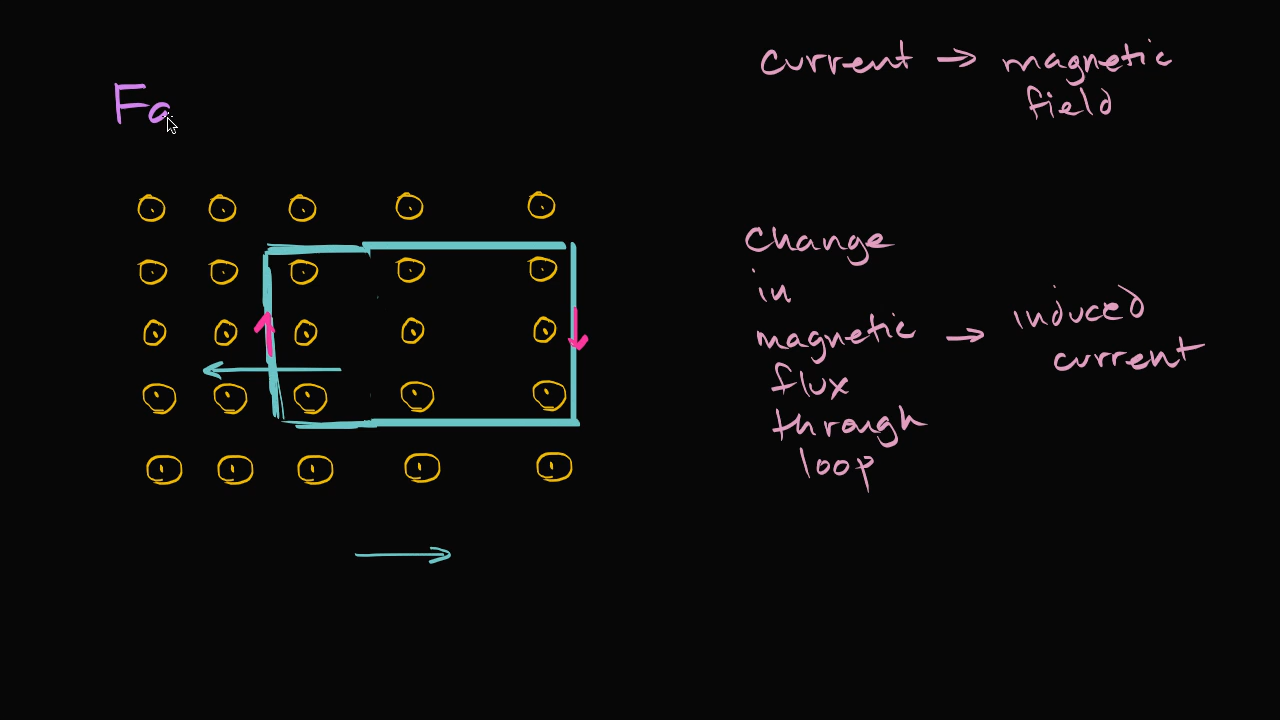 Fa
current → magnetic
field
Change
in
magnetic → induced
flux current
through
loop